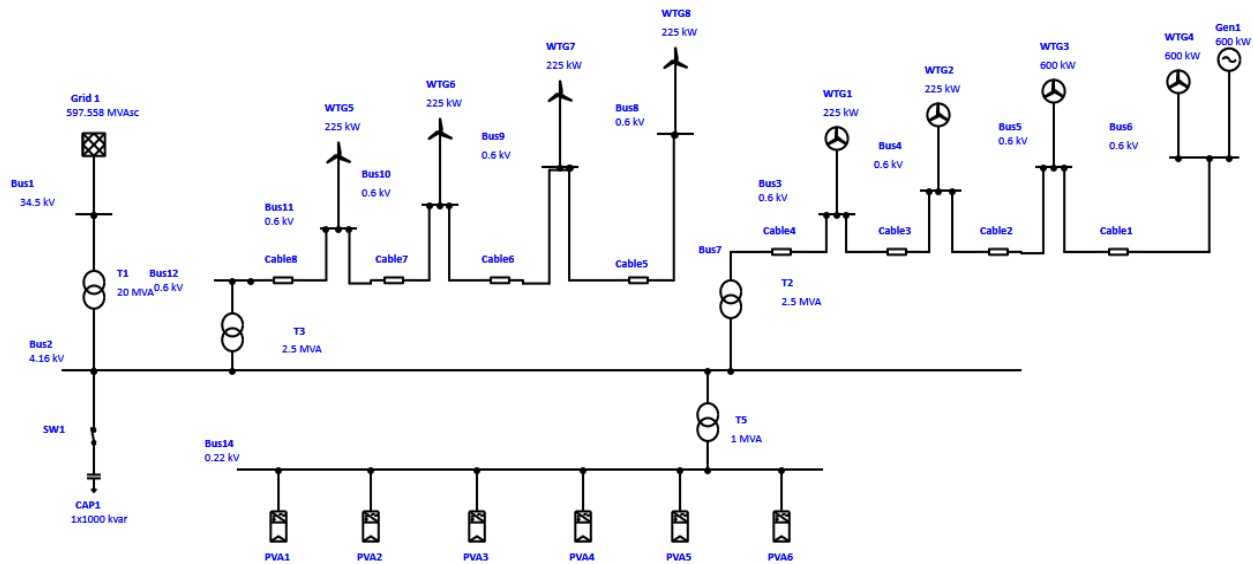 WTG8
225 kW
Gen1
600 kW
WTG7
225 kW
WTG3
600 kW
WTG4
600 kW
WTG6
225 kW
WTG2
225 kW
Grid 1
597.558 MVAsc
WTG5
225 kW
WTG1
225 kW
Bus8
0.6 kV
Bus9
0.6 kV
Bus5
0.6 kV
Bus6
0.6 kV
Bus4
0.6 kV
Bus10
0.6 kV
Bus3
0.6 kV
Bus1
34.5 kV
Bus11
0.6 kV
Cable4
Cable3
Cable2
Cable1
Bus7
Cable8
Cable7
Cable6
Cable5
T1
20 MVA
Bus12
0.6 kV
T2
2.5 MVA
T3
2.5 MVA
Bus2
4.16 kV
T5
1 MVA
SW1
Bus14
0.22 kV
CAP1
1x1000 kvar
PVA1
PVA2
PVA3
PVA4
PVA5
PVA6